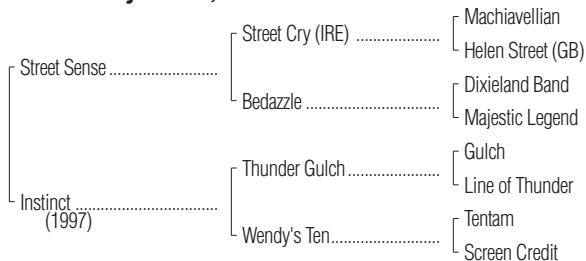 Machiavellian
Street Cry (IRE) ....................
Helen Street (GB)
Street Sense ..........................
Dixieland Band
Bedazzle ................................
Majestic Legend
Gulch
Thunder Gulch......................
Line of Thunder
Instinct ..................................
(1997)
Tentam
Wendy's Ten..........................
Screen Credit